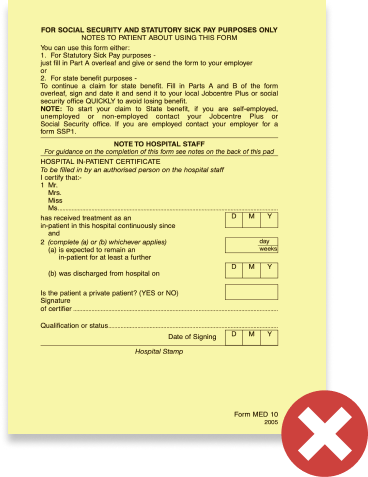 FOR SOCIAL SECURITY AND STATUTORY SICK PAY PURPOSES ONLY
NOTES TO PATIENT ABOUT USING THIS FORM
You can use this form either:
1. For Statutory Sick Pay purposes -
just fill in Part A overleaf and give or send the form to your employer
or
2. For state benefit purposes -
To continue a claim for state benefit. Fill in Parts A and B of the form
overleaf, sign and date it and send to your local Jobcentre Plus or social
security office QUICKLY to avoid losing benefit.
NOTE: To start your claim to State benefit, if you are self-employed,
unemployed or non-employed contact your Jobcentre Plus or
Social Security office. If you are employed contact your employer for a
form SSP1.
NOTE TO HOSPITAL STAFF
For guidance on the completion of this form see notes on the back of this pad
HOSPITAL IN-PATIENT CERTIFICATE
To be filled in by an authorised person on the hospital staff
I certify that:-
1 Mr.
Mrs.
Miss
Ms.
has received treatment as an D M Y
in-patient in this hospital continuously since
and
2 (complete (a) or (b) whichever applies) day
(a) is expected to remain an weeks
in-patient for at least a further
(b) was discharged from hospital on D M Y
Is the patient a private patient? (YES or NO)
Signature
of certifier
Qualification or status
Date of Signing D M Y
Hospital Stamp
Form MED 10
2005